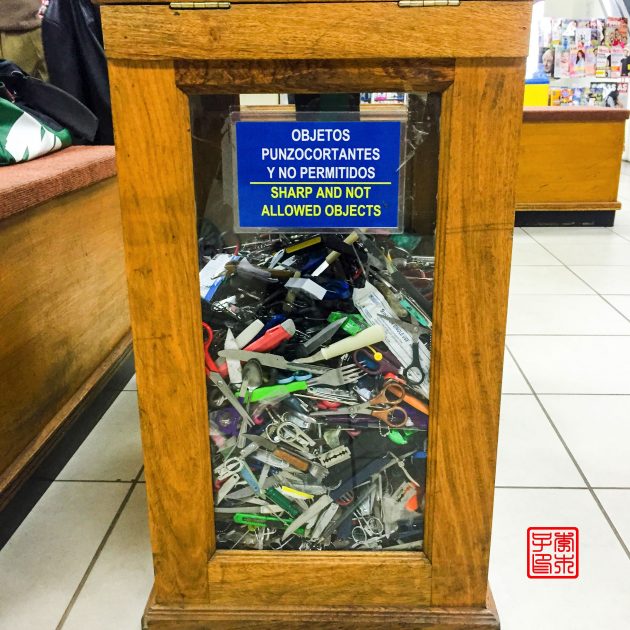 OBJETOS
PUNZOCORTANTES
Y NO PERMITIDOS
SHARP AND NOT
ALLOWED OBJECTS